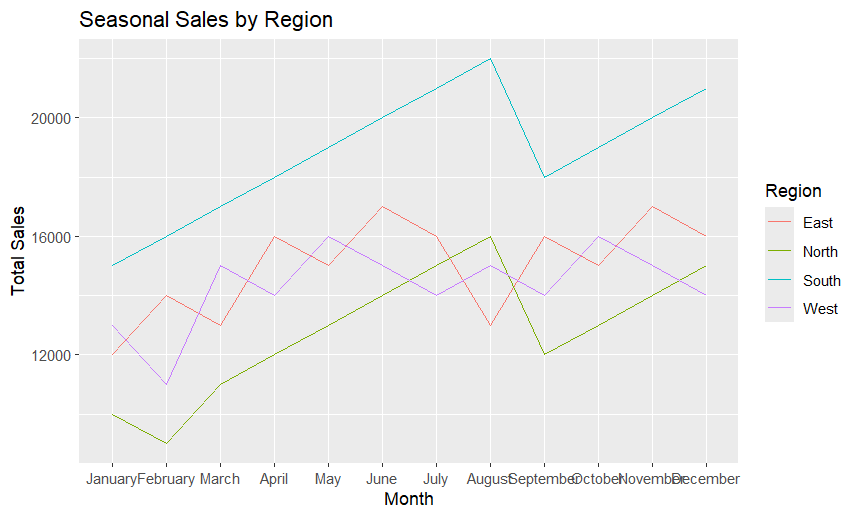 Seasonal Sales by Region
20000
16000
12000
Total Sales
January February March April May June July August September October November December
Month
Region
East
North
South
West